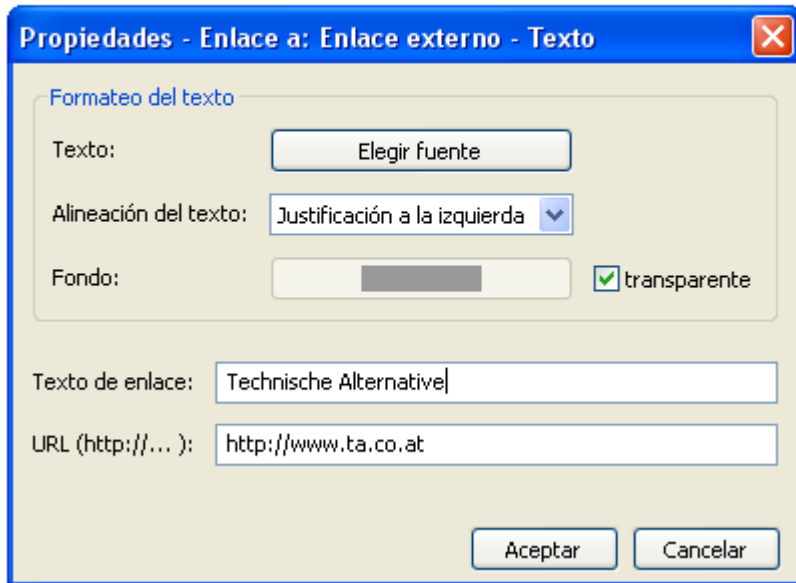 Propiedades - Enlace a: Enlace externo - Texto
Formateo del texto
Texto: Elegir fuente
Alineación del texto: Justificación a la izquierda
Fondo: transparente
Texto de enlace: Technische Alternative
URL (http://... ): http://www.ta.co.at
Aceptar Cancelar